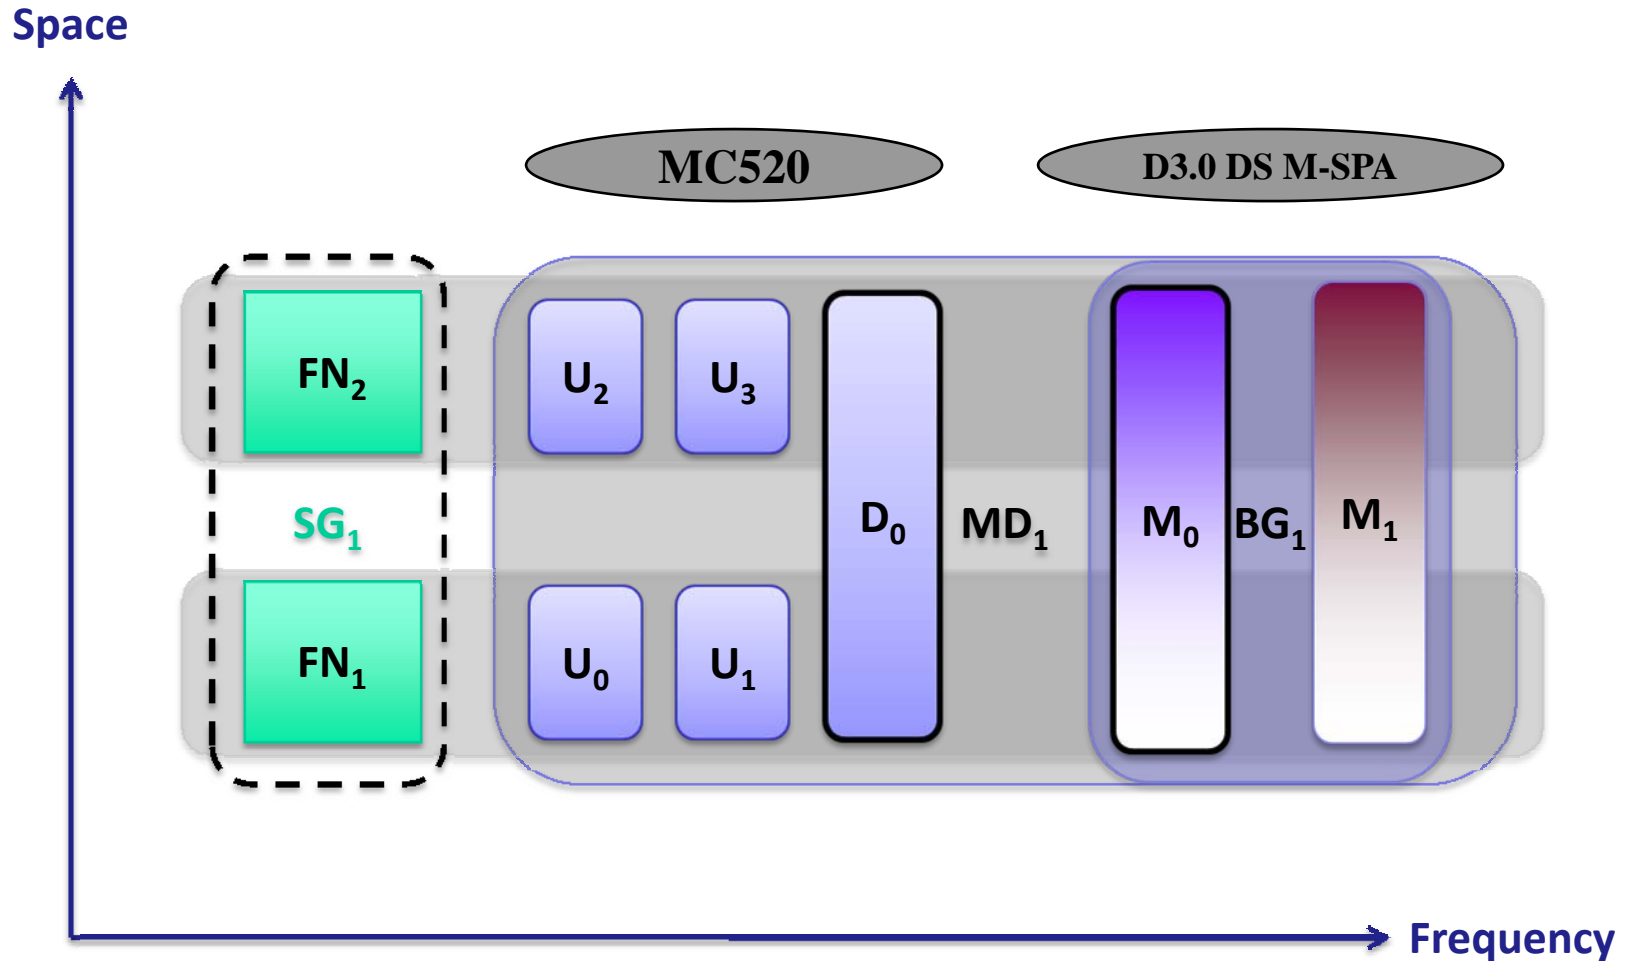 Space
MC520
D3.0 DS M-SPA
FN2
U2
U3
SG1
D0
MD1
M0
BG1
M1
FN1
U0
U1
Frequency